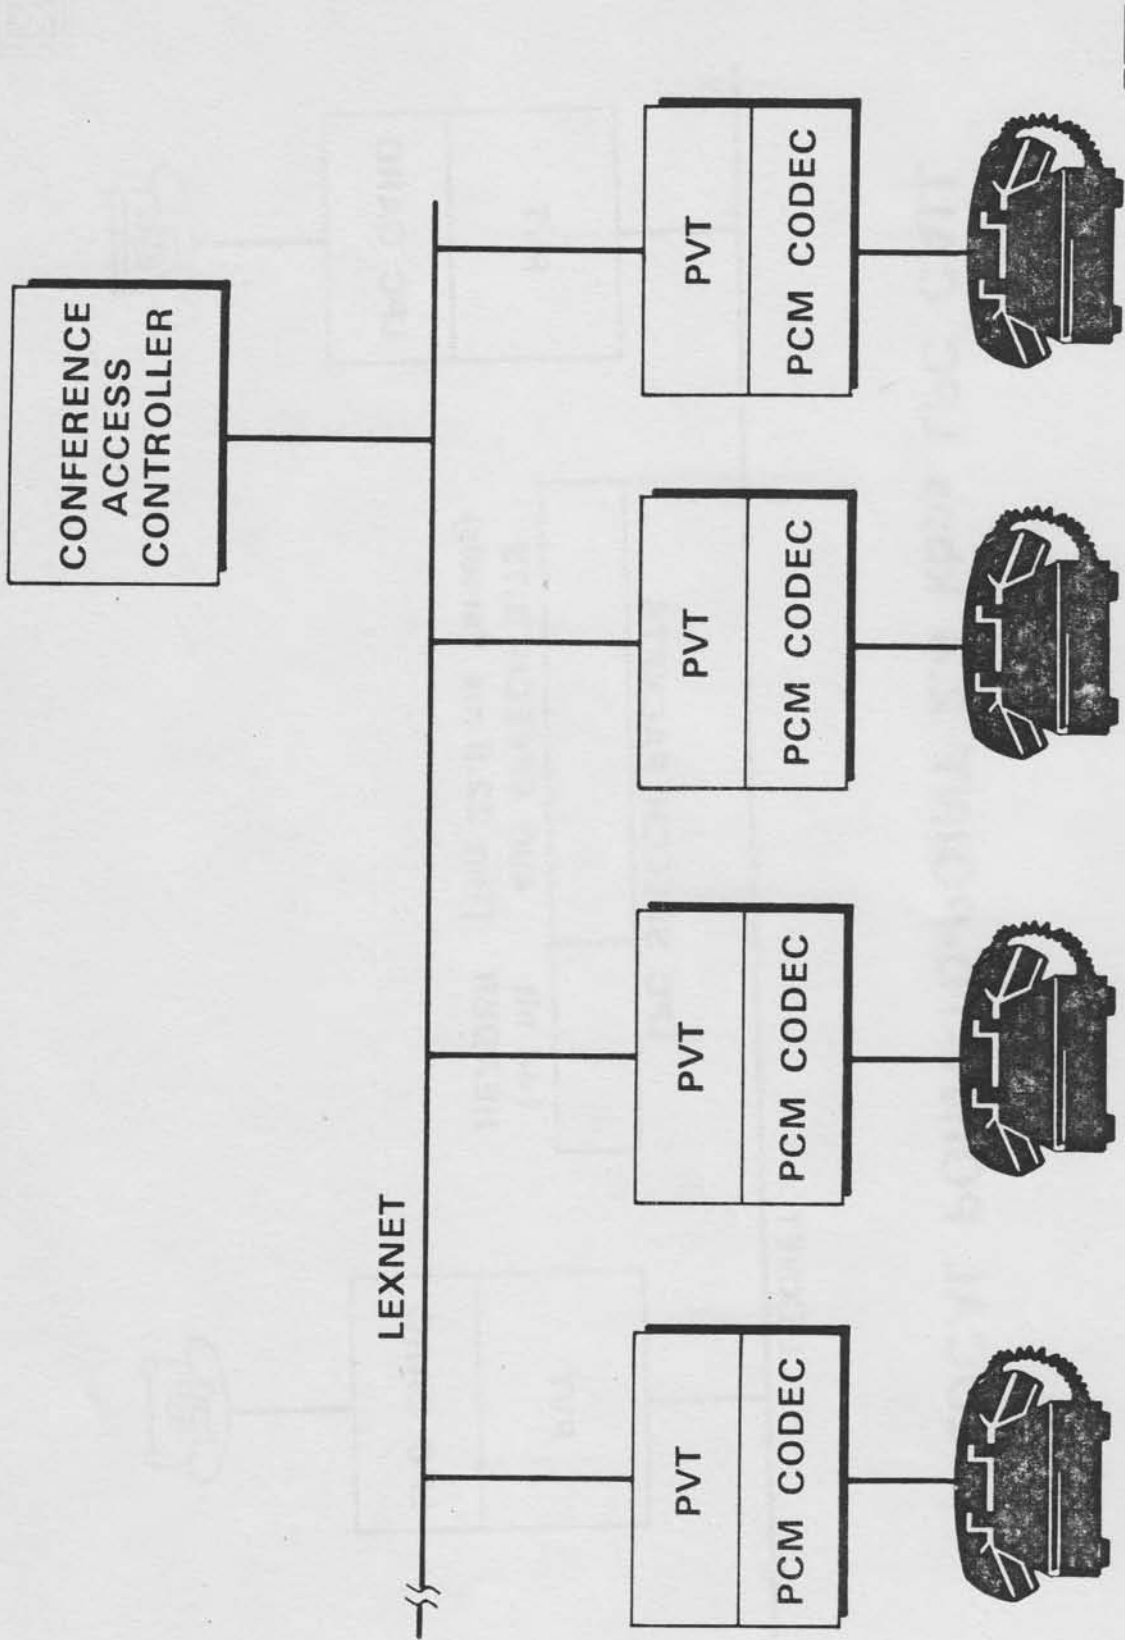 CONFERENCE
ACCESS
CONTROLLER
LEXNET
PVT
PCM CODEC
PVT
PCM CODEC
PVT
PCM CODEC
PVT
PCM CODEC